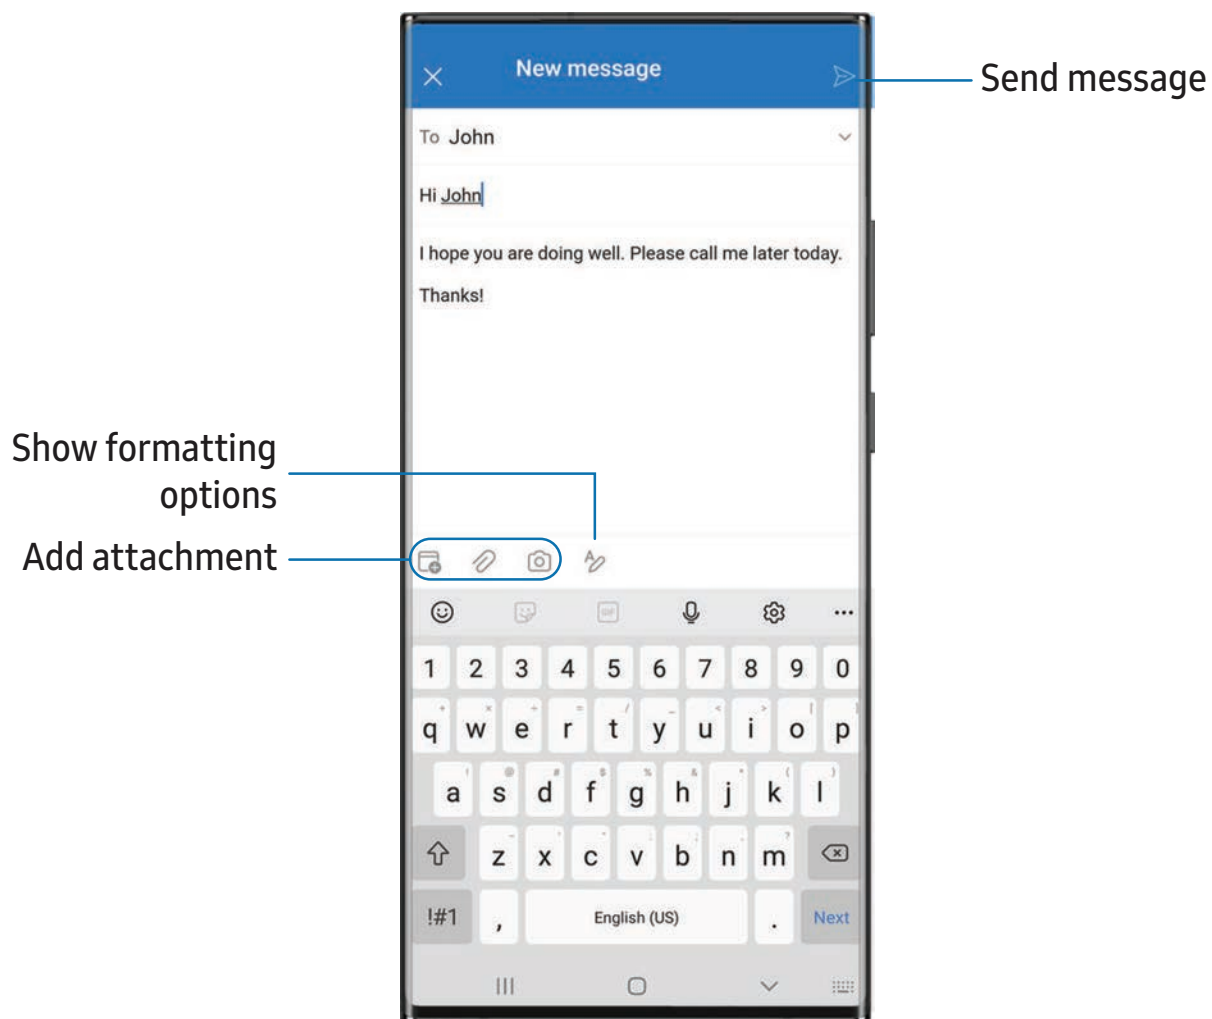 New message
Send message
To John
Hi John
I hope you are doing well. Please call me later today.
Thanks!
Show formatting
options
Add attachment
GIF
1 2 3 4 5 6 7 8 9 0
q w e r t y u i o p
a s d f g h j k l
z x c v b n m
!#1 , English (US) . Next